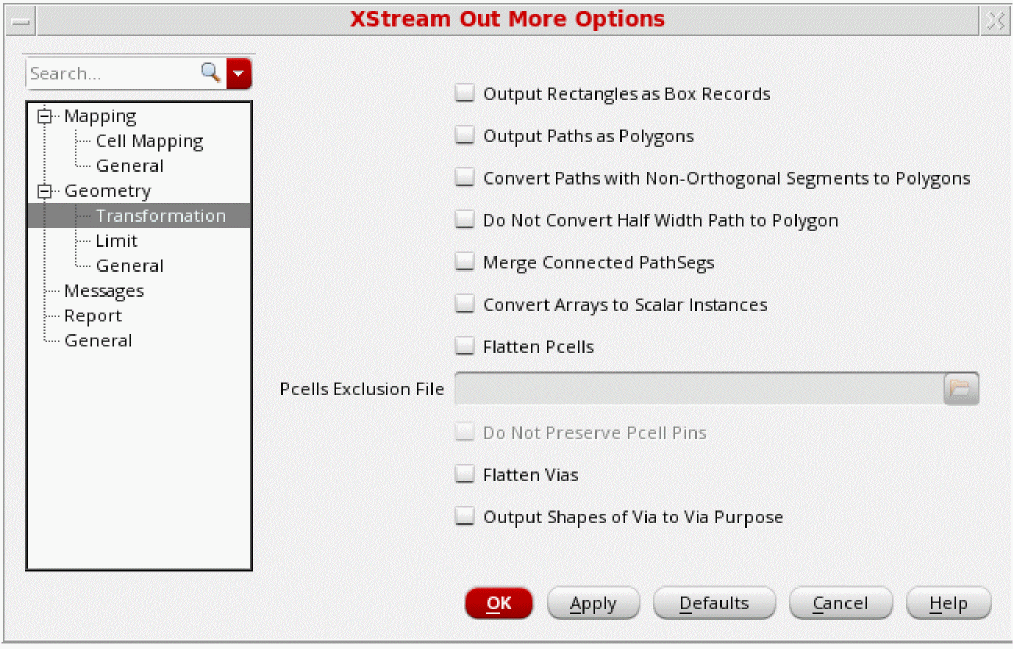 XStream Out More Options
Search...
Mapping
Cell Mapping
General
Geometry
Transformation
Limit
General
Messages
Report
General
Output Rectangles as Box Records
Output Paths as Polygons
Convert Paths with Non-Orthogonal Segments to Polygons
Do Not Convert Half Width Path to Polygon
Merge Connected PathSegs
Convert Arrays to Scalar Instances
Flatten Pcells
Pcells Exclusion File
Do Not Preserve Pcell Pins
Flatten Vias
Output Shapes of Via to Via Purpose
OK Apply Defaults Cancel Help